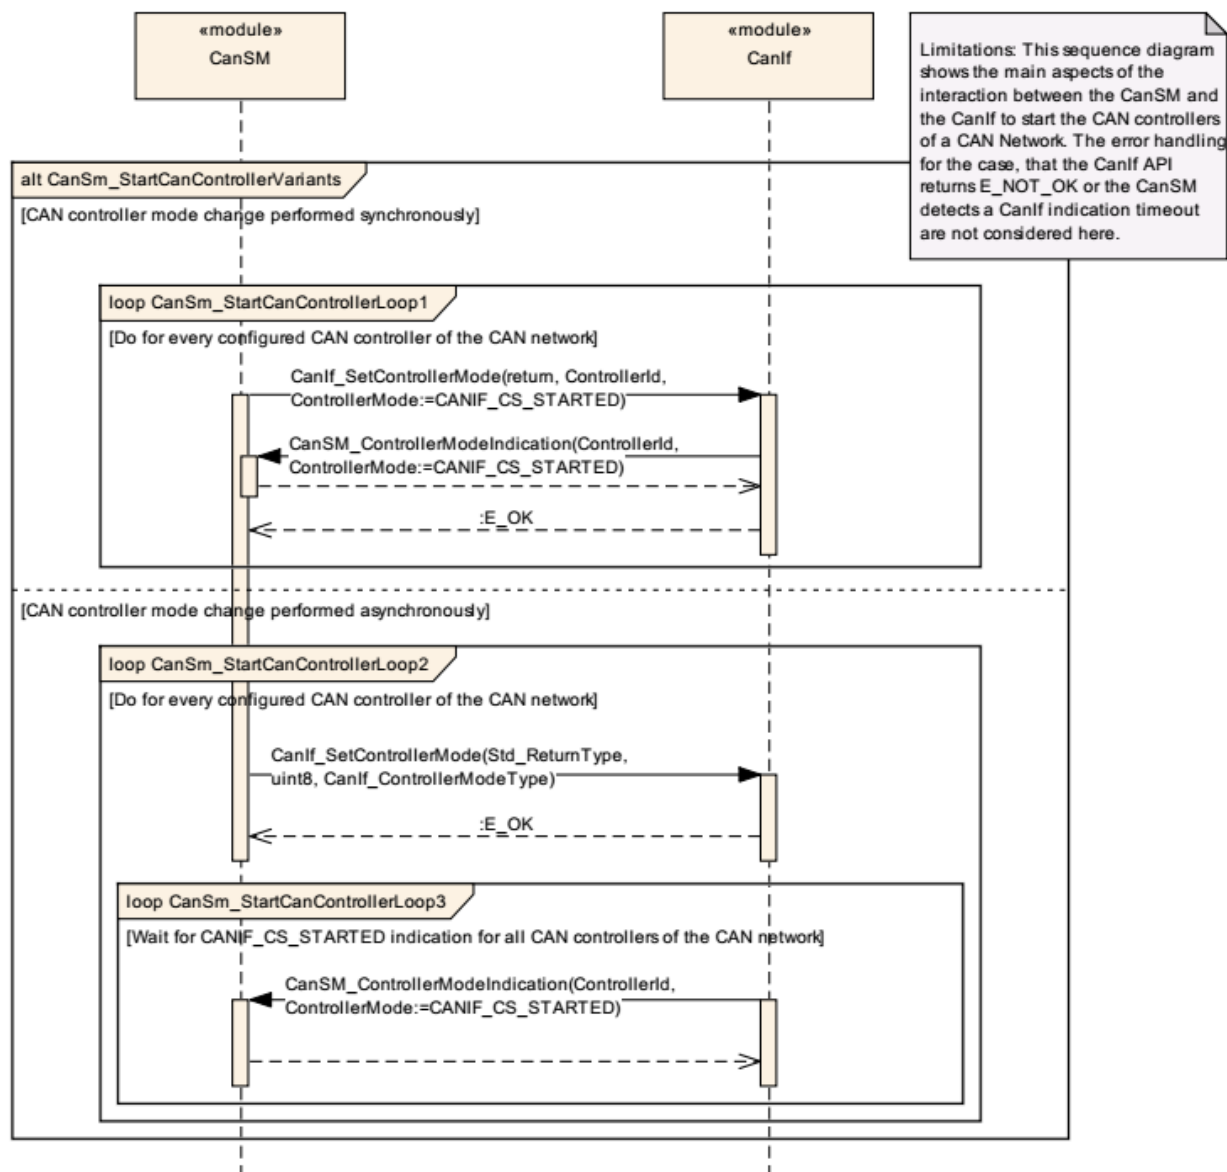 «module»
CanSM
«module»
CanIf
Limitations: This sequence diagram
shows the main aspects of the
interaction between the CanSM and
the CanIf to start the CAN controllers
of a CAN Network. The error handling
for the case, that the CanIf API
returns E_NOT_OK or the CanSM
detects a CanIf indication timeout
are not considered here.
alt CanSm_StartCanControllerVariants
[CAN controller mode change performed synchronously]
loop CanSm_StartCanControllerLoop1
[Do for every configured CAN controller of the CAN network]
CanIf_SetControllerMode(return, ControllerId,
ControllerMode:=CANIF_CS_STARTED)
CanSM_ControllerModeIndication(ControllerId,
ControllerMode:=CANIF_CS_STARTED)
:E_OK
[CAN controller mode change performed asynchronously]
loop CanSm_StartCanControllerLoop2
[Do for every configured CAN controller of the CAN network]
CanIf_SetControllerMode(Std_ReturnType,
uint8, CanIf_ControllerModeType)
:E_OK
loop CanSm_StartCanControllerLoop3
[Wait for CANIF_CS_STARTED indication for all CAN controllers of the CAN network]
CanSM_ControllerModeIndication(ControllerId,
ControllerMode:=CANIF_CS_STARTED)